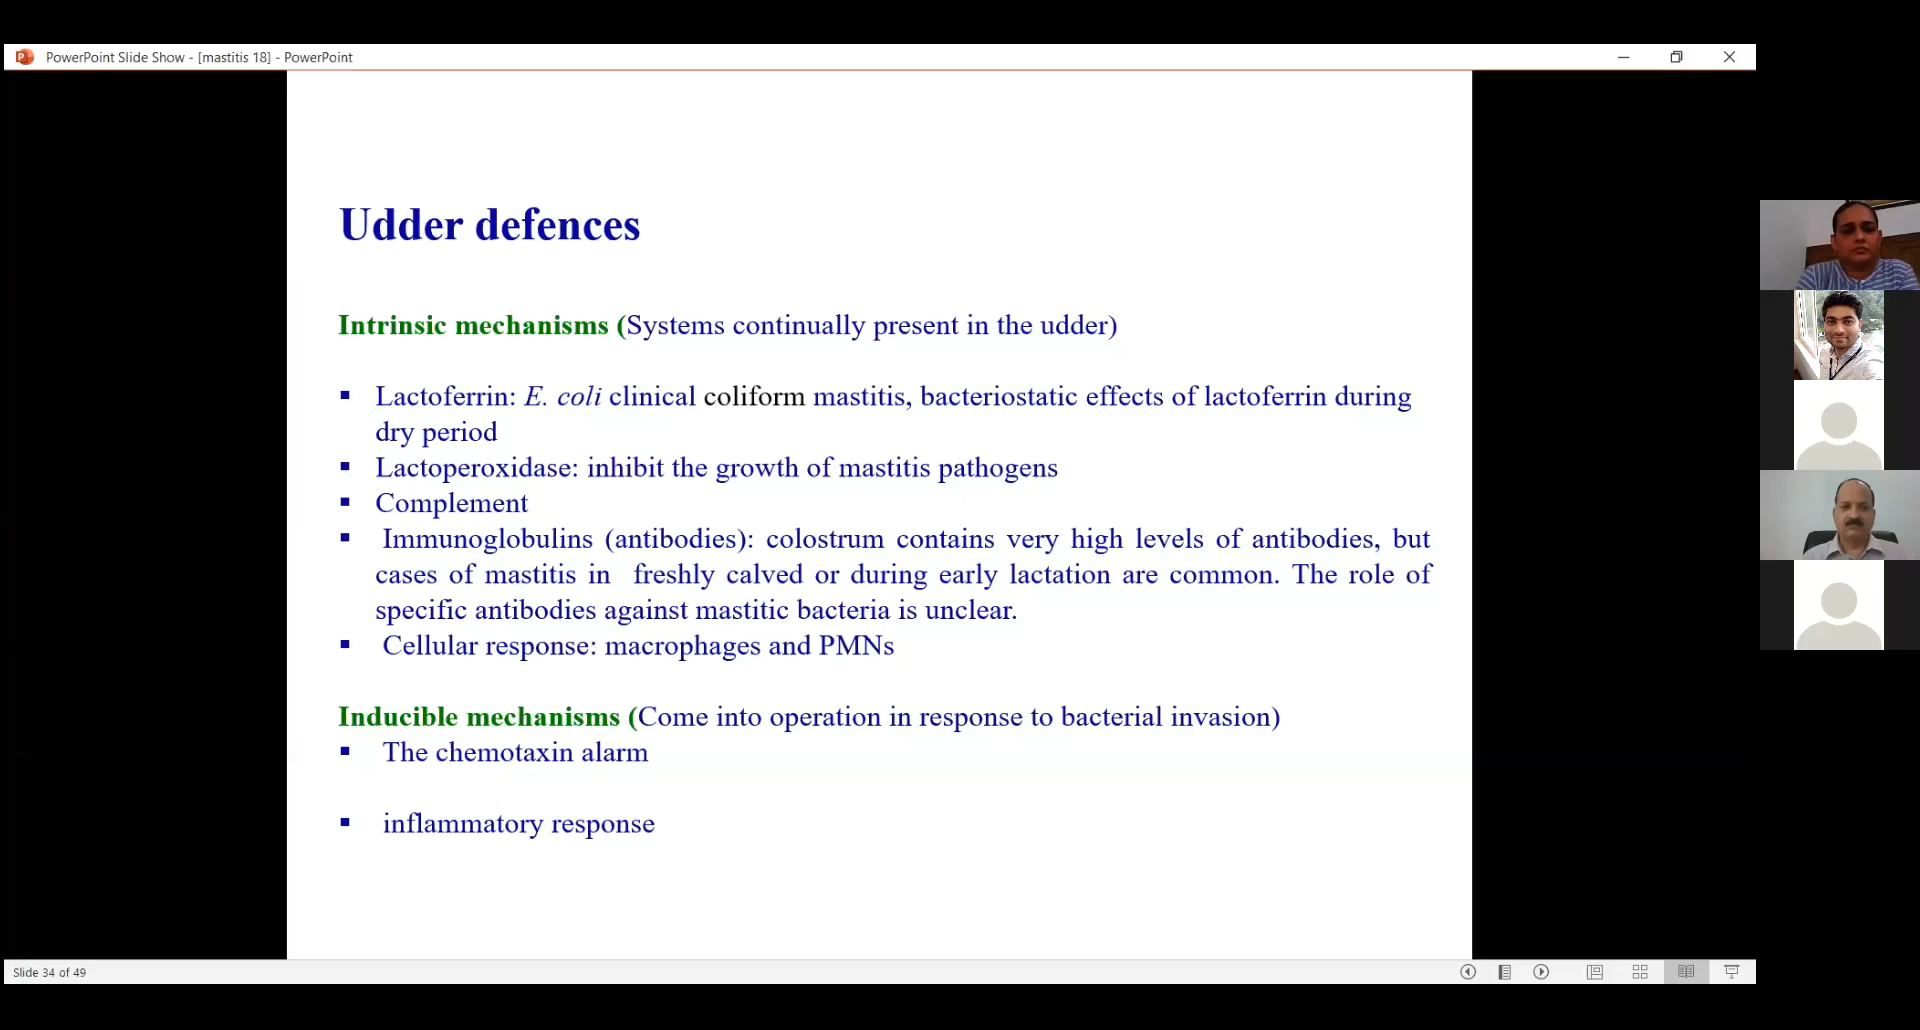 PowerPoint Slide Show - [mastitis 18] - PowerPoint
Udder defences
Intrinsic mechanisms (Systems continually present in the udder)
▪ Lactoferrin: E. coli clinical coliform mastitis, bacteriostatic effects of lactoferrin during
dry period
▪ Lactoperoxidase: inhibit the growth of mastitis pathogens
▪ Complement
▪ Immunoglobulins (antibodies): colostrum contains very high levels of antibodies, but
cases of mastitis in freshly calved or during early lactation are common. The role of
specific antibodies against mastitic bacteria is unclear.
▪ Cellular response: macrophages and PMNs
Inducible mechanisms (Come into operation in response to bacterial invasion)
▪ The chemotaxin alarm
▪ inflammatory response
Slide 34 of 49